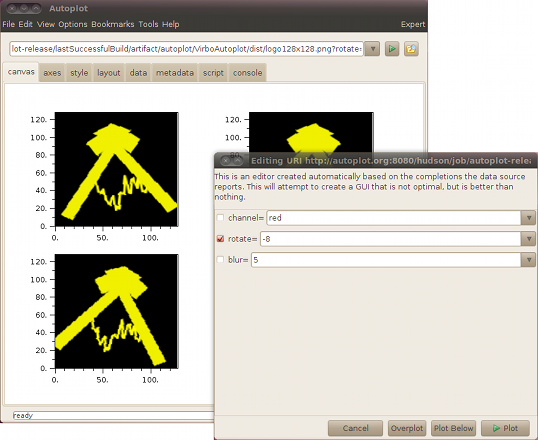 Autoplot
File Edit View Options Bookmarks Tools Help Expert
lot-release/lastSuccessfulBuild/artifact/autoplot/VirboAutoplot/dist/logo128x128.png?rotate=
canvas axes style layout data metadata script console
120.
100.
80.
60.
40.
20.
0.
0. 50. 100.
120.
100.
120.
100.
80.
60.
40.
20.
0.
0. 50. 100.
ready
Editing URI http://autoplot.org:8080/hudson/job/autoplot-relea
This is an editor created automatically based on the completions the data source
reports. This will attempt to create a GUI that is not optimal, but is better than
nothing.
channel= red
rotate= -8
blur= 5
Cancel Overplot Plot Below Plot